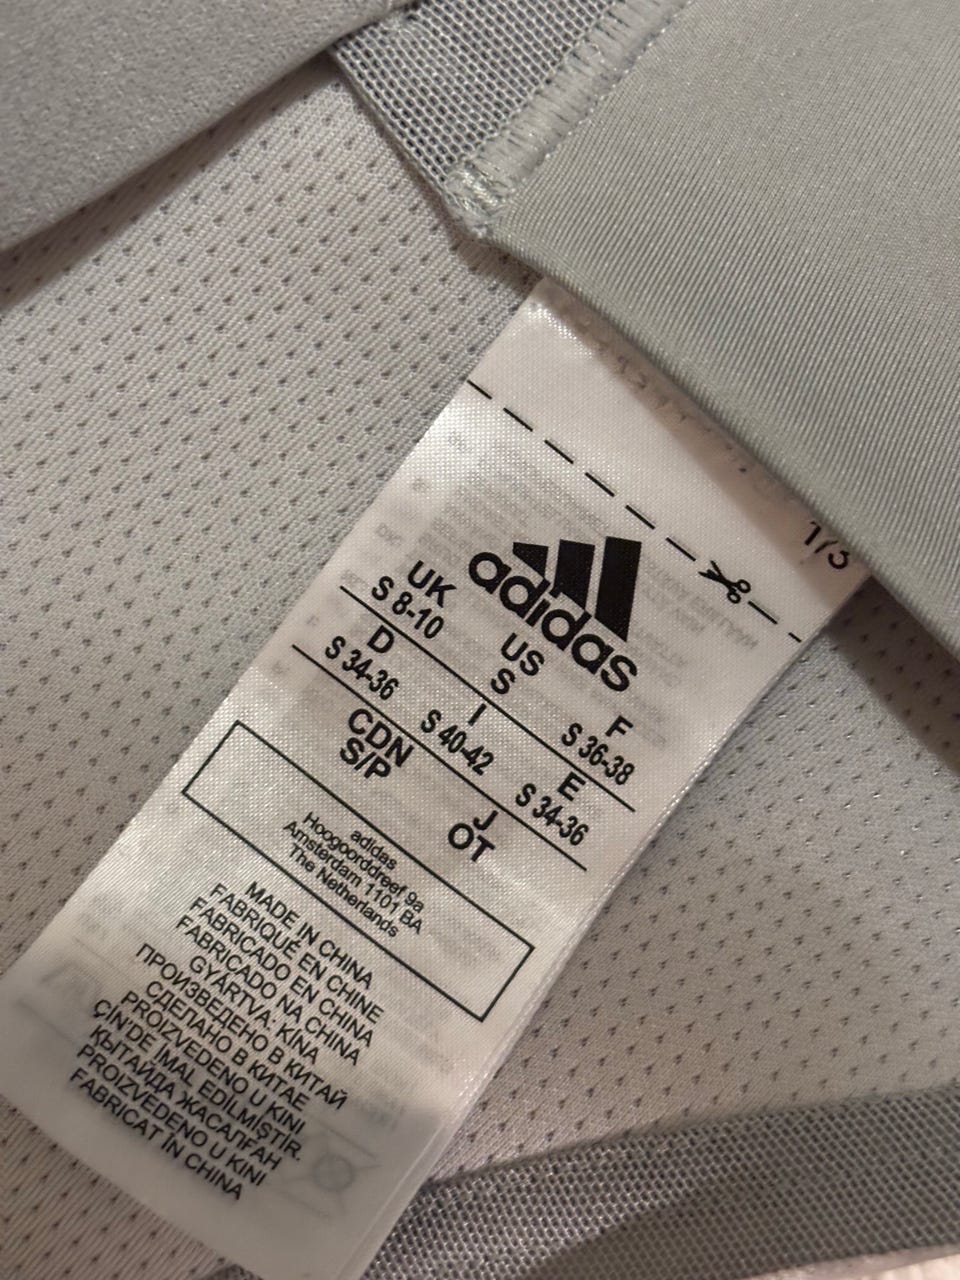 1/3
adidas
UK US F
S 8-10 S S 36-38
D I E
S 34-36 S 40-42 S 34-36
CDN J
S/P OT
adidas
Hoogoorddreef 9a
Amsterdam 1101 BA
The Netherlands
MADE IN CHINA
FABRIQUÉ EN CHINE
FABRICADO EN CHINA
FABRICADO NA CHINA
GYÁRTVA: KÍNA
ПРОИЗВЕДЕНО В КИТАЙ
СДЕЛАНО В КИТАЕ
PROIZVEDENO U KINI
ÇİN'DE İMAL EDİLMİŞTİR.
ҚЫТАЙДА ЖАСАЛҒАН
PROIZVEDENO U KINI
FABRICAT ÎN CHINA